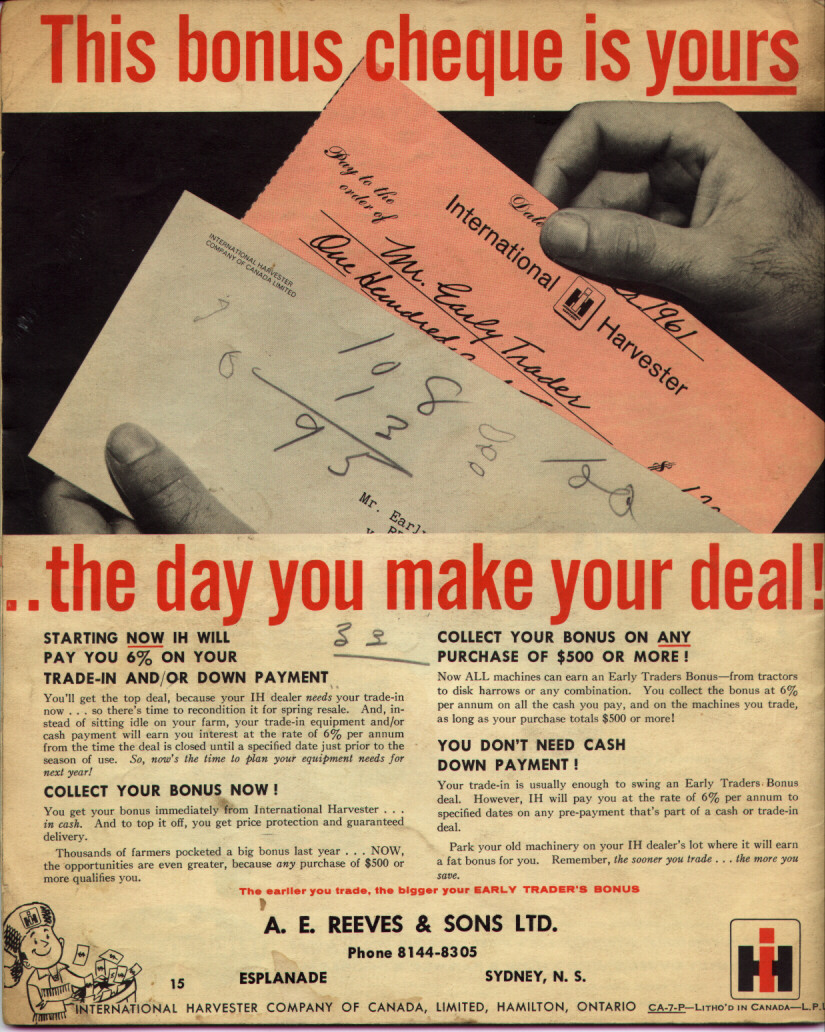 This bonus cheque is yours
Pay to the
order of
Date
International
IH
Harvester
1961
Mr. Early Trader
One Hundred
$
INTERNATIONAL HARVESTER
COMPANY OF CANADA LIMITED
108
13
95
120
Mr. Earl
..the day you make your deal!
STARTING NOW IH WILL
PAY YOU 6% ON YOUR
TRADE-IN AND/OR DOWN PAYMENT
You'll get the top deal, because your IH dealer needs your trade-in
now . . . so there's time to recondition it for spring resale. And, in-
stead of sitting idle on your farm, your trade-in equipment and/or
cash payment will earn you interest at the rate of 6% per annum
from the time the deal is closed until a specified date just prior to the
season of use. So, now's the time to plan your equipment needs for
next year!
COLLECT YOUR BONUS NOW !
You get your bonus immediately from International Harvester . . .
in cash. And to top it off, you get price protection and guaranteed
delivery.
Thousands of farmers pocketed a big bonus last year . . . NOW,
the opportunities are even greater, because any purchase of $500 or
more qualifies you.
COLLECT YOUR BONUS ON ANY
PURCHASE OF $500 OR MORE !
Now ALL machines can earn an Early Traders Bonus—from tractors
to disk harrows or any combination. You collect the bonus at 6%
per annum on all the cash you pay, and on the machines you trade,
as long as your purchase totals $500 or more!
YOU DON'T NEED CASH
DOWN PAYMENT !
Your trade-in is usually enough to swing an Early Traders Bonus
deal. However, IH will pay you at the rate of 6% per annum to
specified dates on any pre-payment that's part of a cash or trade-in
deal.
Park your old machinery on your IH dealer's lot where it will earn
a fat bonus for you. Remember, the sooner you trade . . . the more you
save.
The earlier you trade, the bigger your EARLY TRADER'S BONUS
A. E. REEVES & SONS LTD.
Phone 8144-8305
15 ESPLANADE SYDNEY, N. S.
IH
INTERNATIONAL HARVESTER COMPANY OF CANADA, LIMITED, HAMILTON, ONTARIO CA-7-P—LITHO'D IN CANADA—L.P.